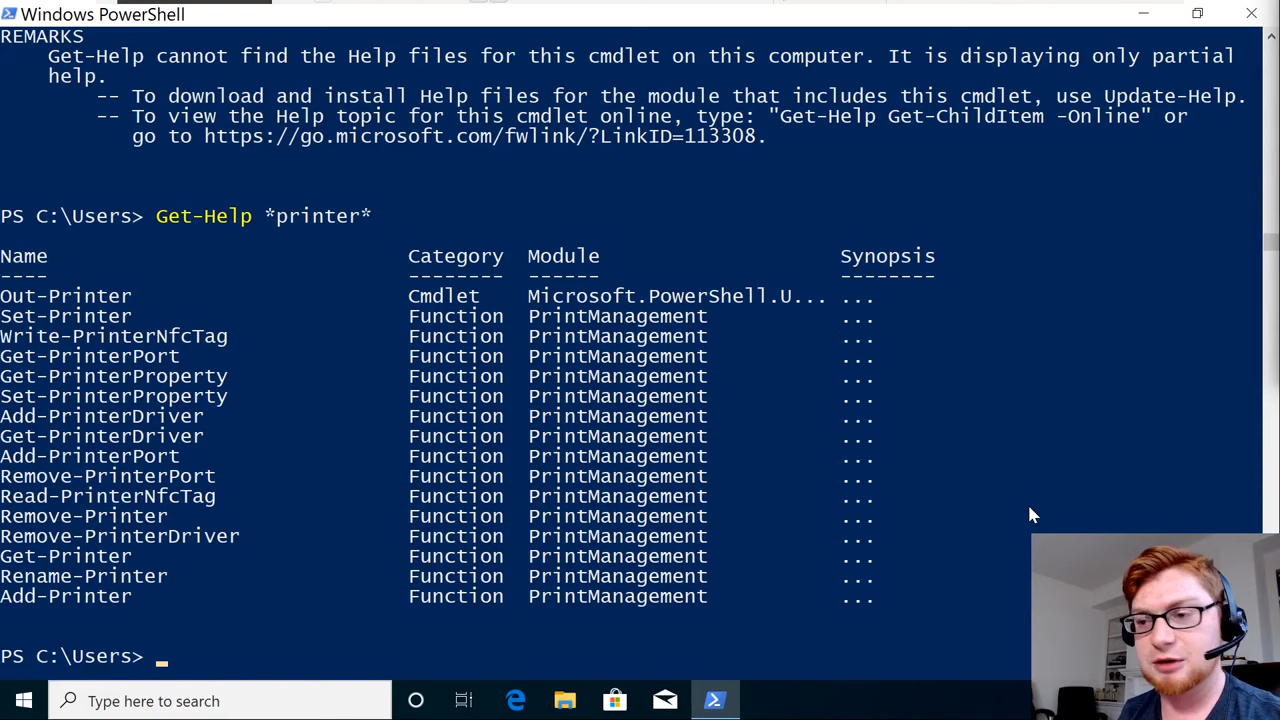 Windows PowerShell
REMARKS
Get-Help cannot find the Help files for this cmdlet on this computer. It is displaying only partial
help.
-- To download and install Help files for the module that includes this cmdlet, use Update-Help.
-- To view the Help topic for this cmdlet online, type: "Get-Help Get-ChildItem -Online" or
go to https://go.microsoft.com/fwlink/?LinkID=113308.
PS C:\Users> Get-Help *printer*
Name Category Module Synopsis
---- -------- ------ --------
Out-Printer Cmdlet Microsoft.PowerShell.U... ...
Set-Printer Function PrintManagement ...
Write-PrinterNfcTag Function PrintManagement ...
Get-PrinterPort Function PrintManagement ...
Get-PrinterProperty Function PrintManagement ...
Set-PrinterProperty Function PrintManagement ...
Add-PrinterDriver Function PrintManagement ...
Get-PrinterDriver Function PrintManagement ...
Add-PrinterPort Function PrintManagement ...
Remove-PrinterPort Function PrintManagement ...
Read-PrinterNfcTag Function PrintManagement ...
Remove-Printer Function PrintManagement ...
Remove-PrinterDriver Function PrintManagement ...
Get-Printer Function PrintManagement ...
Rename-Printer Function PrintManagement ...
Add-Printer Function PrintManagement ...
PS C:\Users> _
Type here to search